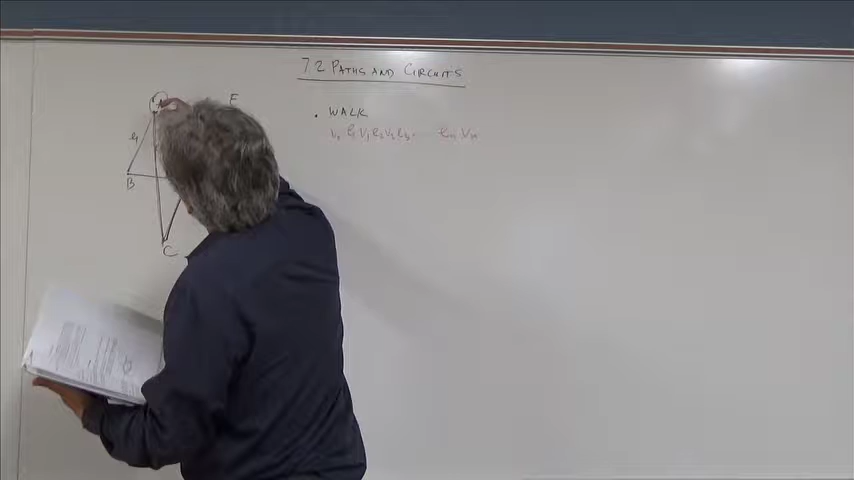 7.2 PATHS AND CIRCUITS
• WALK
v₀ e₁ v₁ e₂ v₂ e₃ .... eₙ vₙ
E
A
e₁
B
C